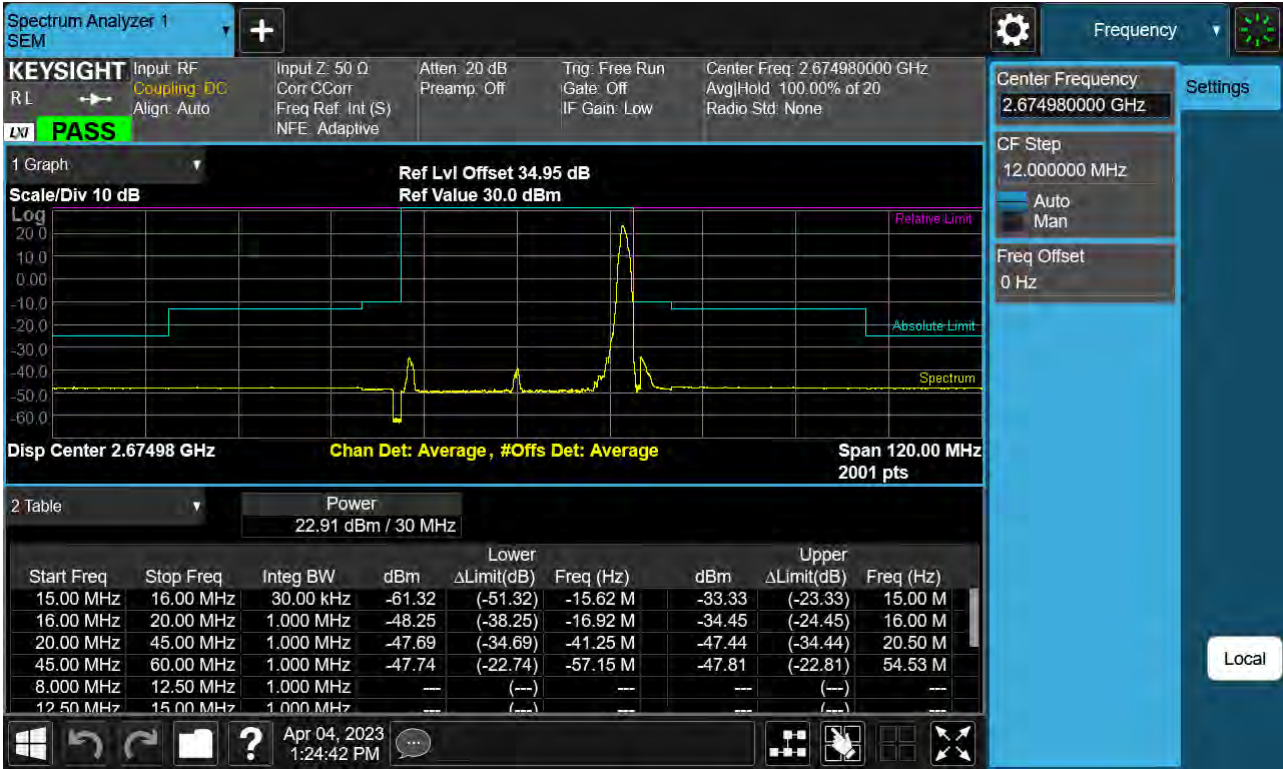 Spectrum Analyzer 1
SEM
+
Frequency
KEYSIGHT
R L
LXI
PASS
Input: RF
Coupling: DC
Align: Auto
Input Z: 50 Ω
Corr CCorr
Freq Ref: Int (S)
NFE: Adaptive
Atten: 20 dB
Preamp: Off
Trig: Free Run
Gate: Off
IF Gain: Low
Center Freq: 2.674980000 GHz
Avg|Hold: 100.00% of 20
Radio Std: None
Center Frequency
2.674980000 GHz
Settings
CF Step
12.000000 MHz
Auto
Man
Freq Offset
0 Hz
1 Graph
Scale/Div 10 dB
Ref Lvl Offset 34.95 dB
Ref Value 30.0 dBm
Log
20.0
10.0
0.00
-10.0
-20.0
-30.0
-40.0
-50.0
-60.0
Relative Limit
Absolute Limit
Spectrum
Disp Center 2.67498 GHz
Chan Det: Average , #Offs Det: Average
Span 120.00 MHz
2001 pts
2 Table
Power
22.91 dBm / 30 MHz
Lower Upper
Start Freq Stop Freq Integ BW dBm ∆Limit(dB) Freq (Hz) dBm ∆Limit(dB) Freq (Hz)
15.00 MHz 16.00 MHz 30.00 kHz -61.32 (-51.32) -15.62 M -33.33 (-23.33) 15.00 M
16.00 MHz 20.00 MHz 1.000 MHz -48.25 (-38.25) -16.92 M -34.45 (-24.45) 16.00 M
20.00 MHz 45.00 MHz 1.000 MHz -47.69 (-34.69) -41.25 M -47.44 (-34.44) 20.50 M
45.00 MHz 60.00 MHz 1.000 MHz -47.74 (-22.74) -57.15 M -47.81 (-22.81) 54.53 M
8.000 MHz 12.50 MHz 1.000 MHz --- (---) --- --- (---) ---
12.50 MHz 15.00 MHz 1.000 MHz --- (---) --- --- (---) ---
Local
?
Apr 04, 2023
1:24:42 PM